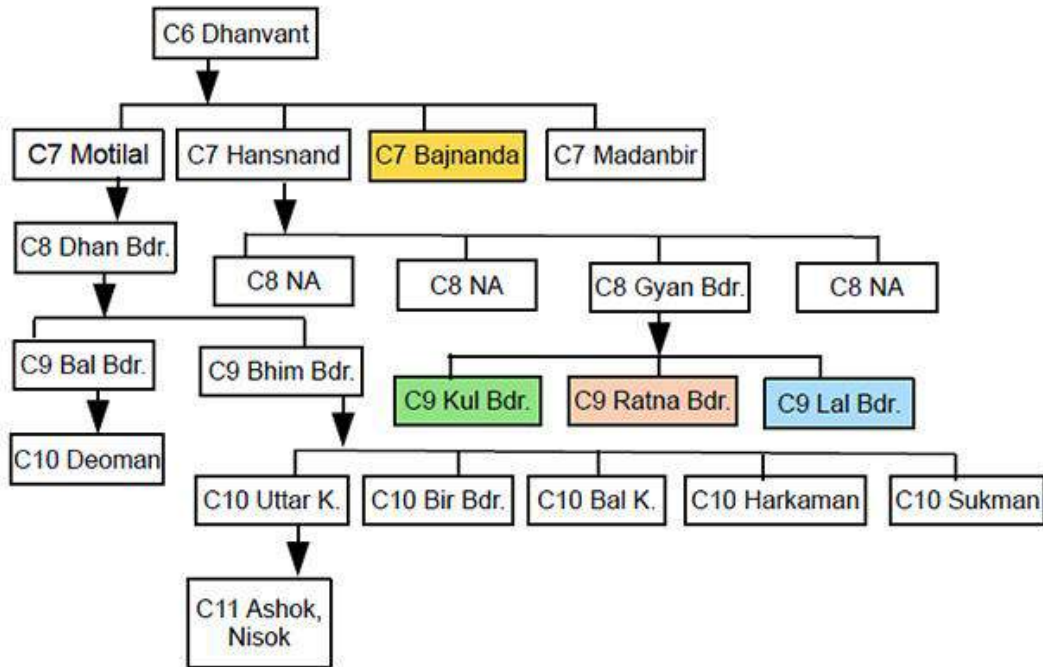 C6 Dhanvant
C7 Motilal
C7 Hansnand
C7 Bajnanda
C7 Madanbir
C8 Dhan Bdr.
C8 NA
C8 NA
C8 Gyan Bdr.
C8 NA
C9 Bal Bdr.
C9 Bhim Bdr.
C9 Kul Bdr.
C9 Ratna Bdr.
C9 Lal Bdr.
C10 Deoman
C10 Uttar K.
C10 Bir Bdr.
C10 Bal K.
C10 Harkaman
C10 Sukman
C11 Ashok,
Nisok